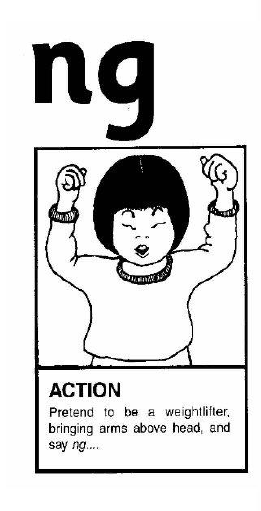 ng
ACTION
Pretend to be a weightlifter,
bringing arms above head, and
say ng....